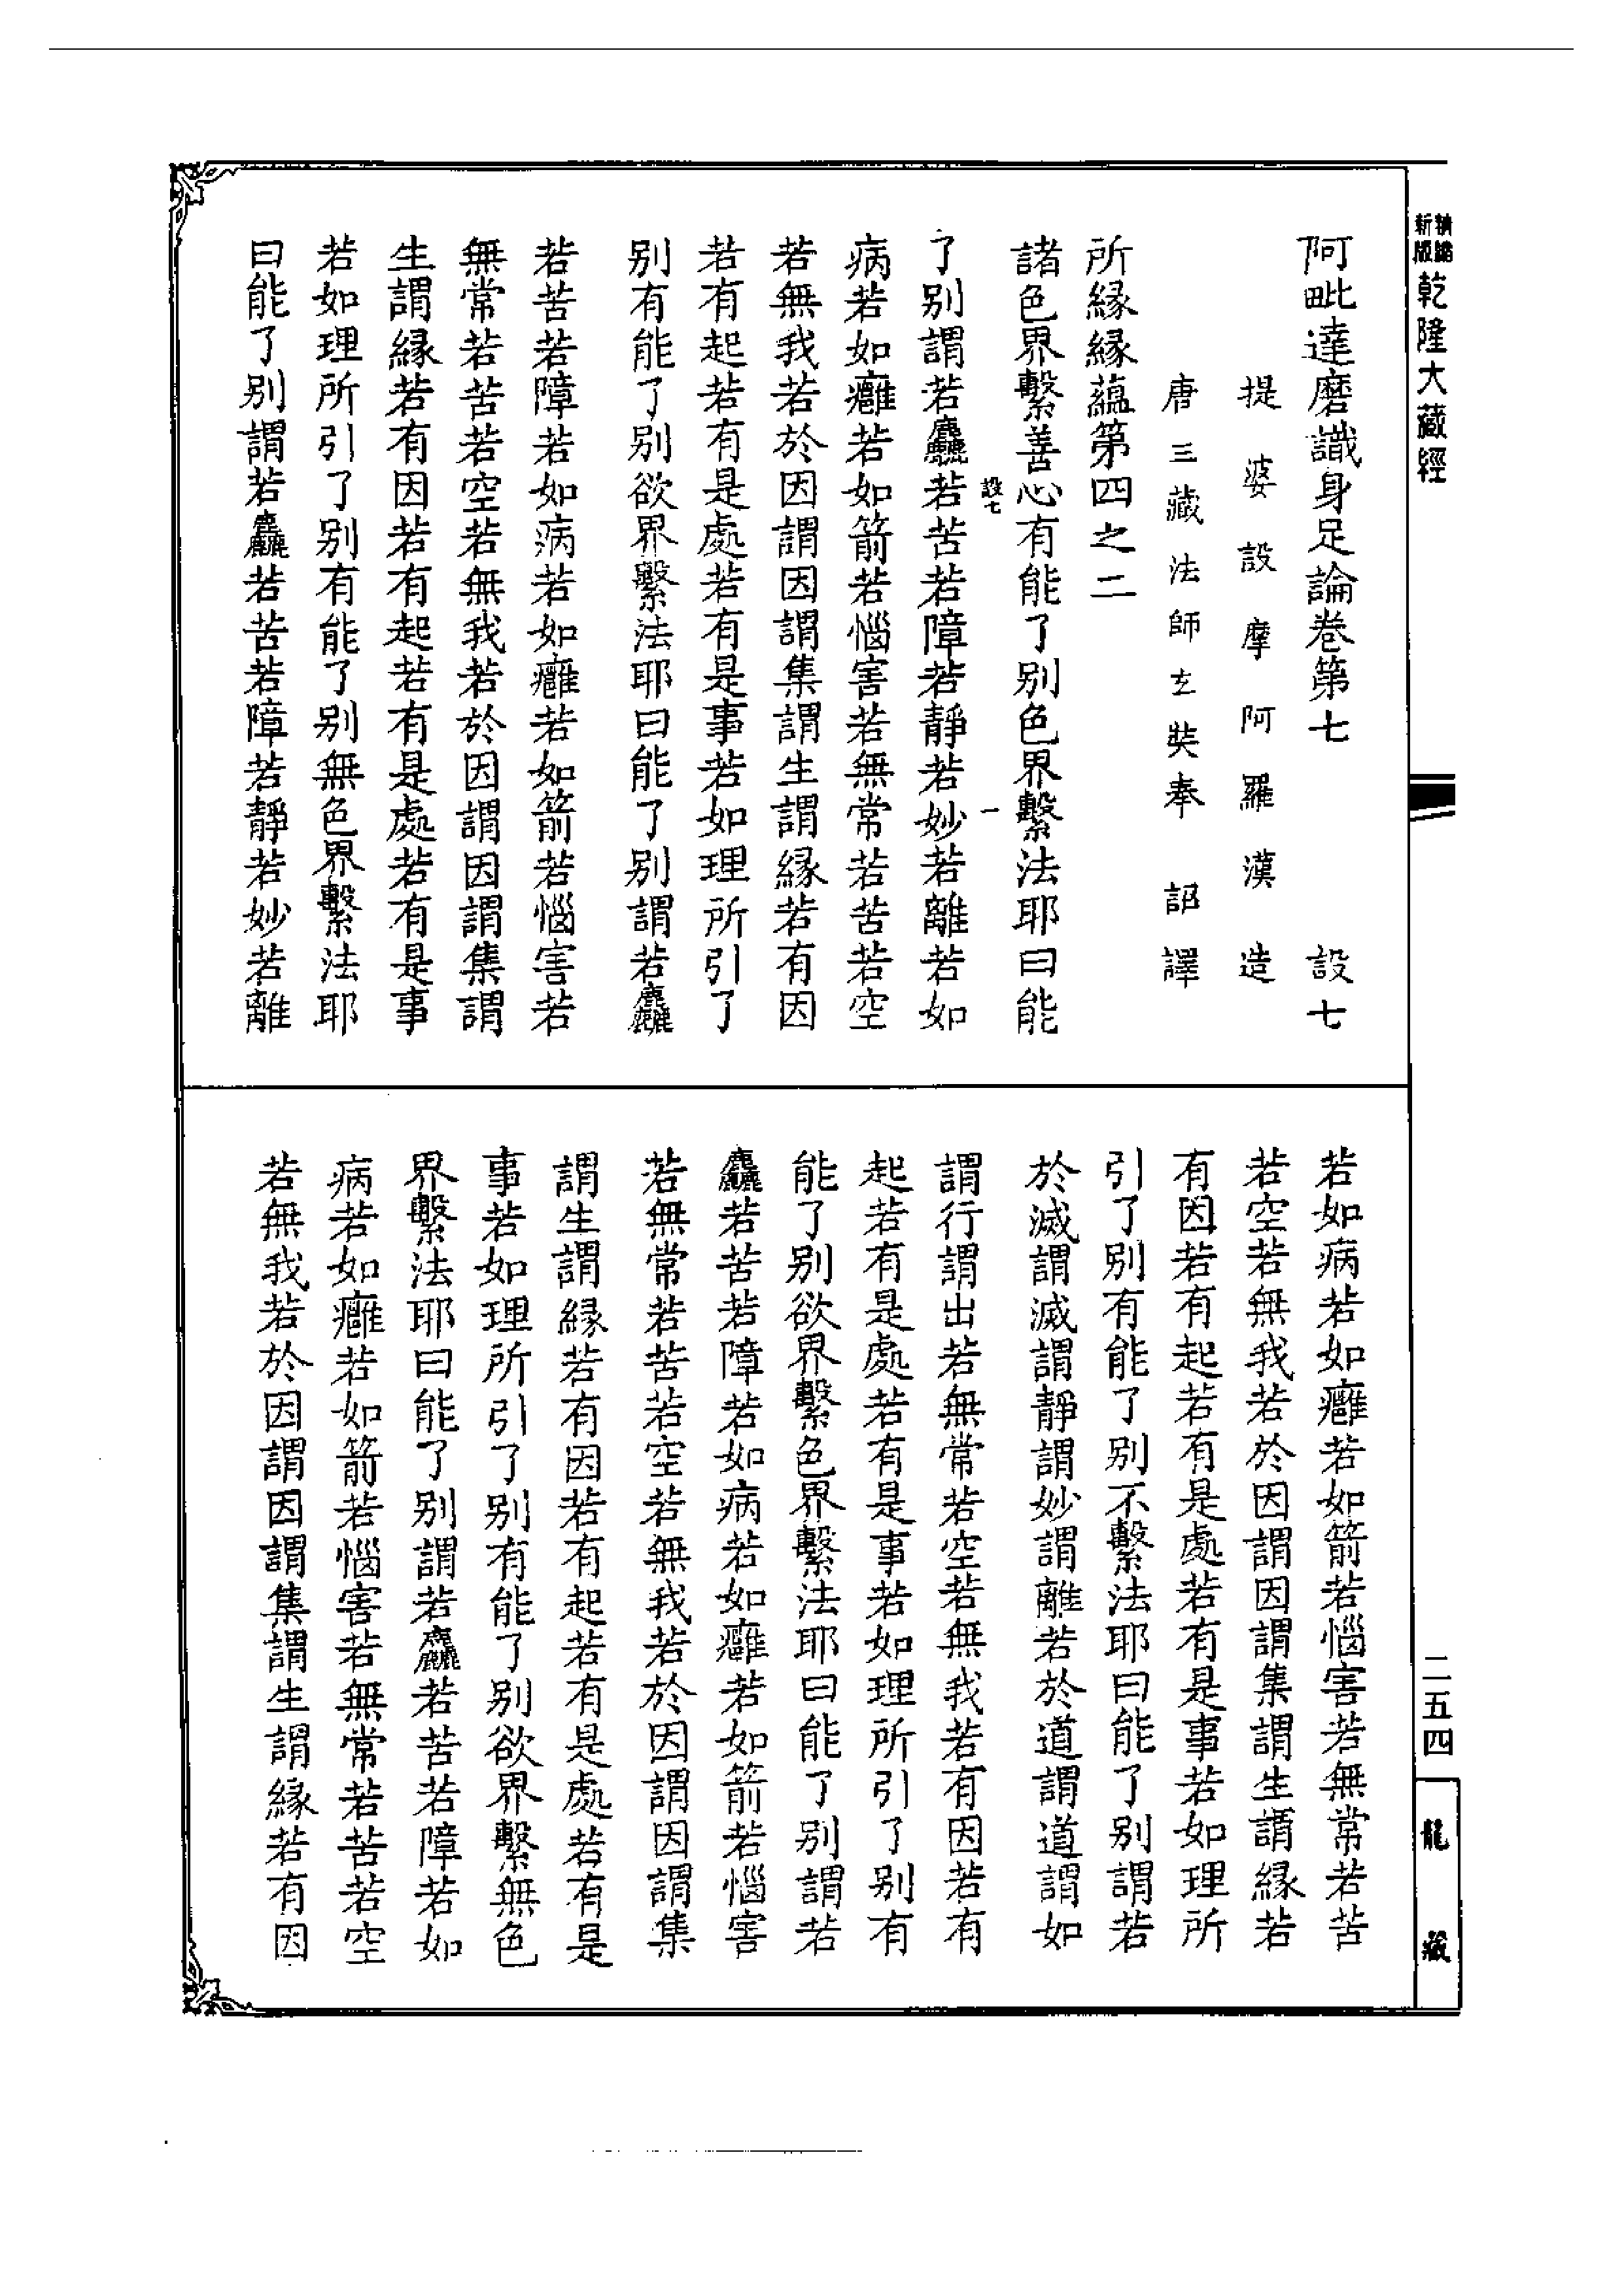 新編縮版乾隆大藏經
阿毗達磨識身足論卷第七　設七
提婆設摩阿羅漢造
唐三藏法師玄奘奉　詔譯
所緣緣蘊第四之二
諸色界繫善心有能了別色界繫法耶曰能
設七　一
了別謂若麤若苦若障若靜若妙若離若如
病若如癰若如箭若惱害若無常若苦若空
若無我若於因謂因謂集謂生謂緣若有因
若有起若有是處若有是事若如理所引了
別有能了別欲界繫法耶曰能了別謂若麤
若苦若障若如病若如癰若如箭若惱害若
無常若苦若空若無我若於因謂因謂集謂
生謂緣若有因若有起若有是處若有是事
若如理所引了別有能了別無色界繫法耶
曰能了別謂若麤若苦若障若靜若妙若離
若如病若如癰若如箭若惱害若無常若苦
若空若無我若於因謂因謂集謂生謂緣若
有因若有起若有是處若有是事若如理所
引了別有能了別不繫法耶曰能了別謂若
於滅謂滅謂靜謂妙謂離若於道謂道謂如
謂行謂出若無常若空若無我若有因若有
起若有是處若有是事若如理所引了別有
能了別欲界繫色界繫法耶曰能了別謂若
麤若苦若障若如病若如癰若如箭若惱害
若無常若苦若空若無我若於因謂因謂集
謂生謂緣若有因若有起若有是處若有是
事若如理所引了別有能了別欲界繫無色
界繫法耶曰能了別謂若麤若苦若障若如
病若如癰若如箭若惱害若無常若苦若空
若無我若於因謂因謂集謂生謂緣若有因
二五四
龍藏